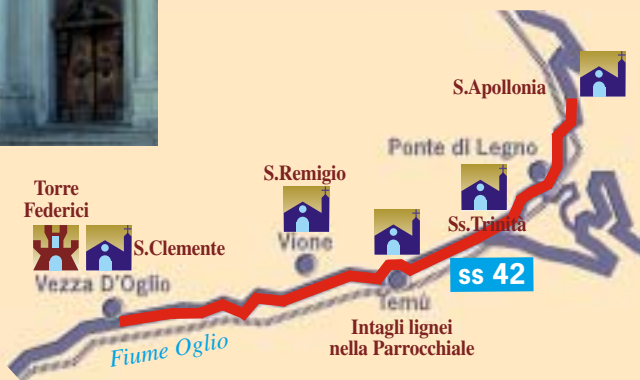 S.Apollonia
Ponte di Legno
S.Remigio
Torre
Federici
Ss.Trinità
S.Clemente
Vione
ss 42
Vezza D'Oglio
Temù
Intagli lignei
nella Parrocchiale
Fiume Oglio